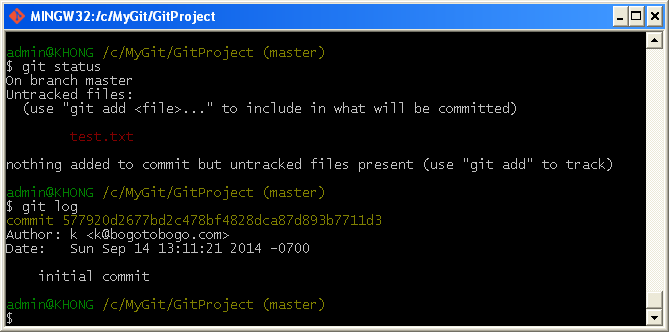 MINGW32:/c/MyGit/GitProject
admin@KHONG /c/MyGit/GitProject (master)
$ git status
On branch master
Untracked files:
  (use "git add <file>..." to include in what will be committed)
        test.txt
nothing added to commit but untracked files present (use "git add" to track)
admin@KHONG /c/MyGit/GitProject (master)
$ git log
commit 577920d2677bd2c478bf4828dca87d893b7711d3
Author: k <k@bogotobogo.com>
Date:   Sun Sep 14 13:11:21 2014 -0700
    initial commit
admin@KHONG /c/MyGit/GitProject (master)
$